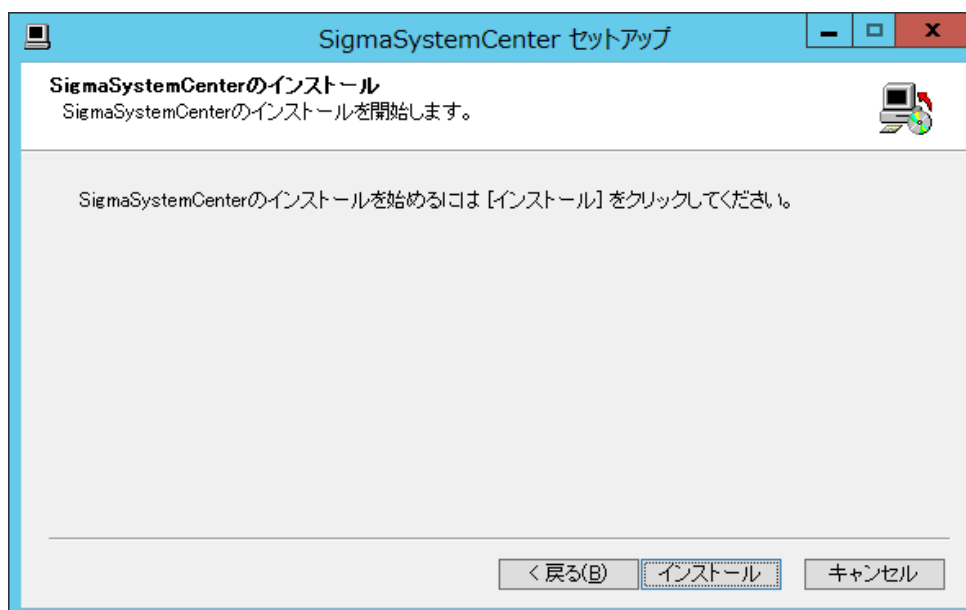 SigmaSystemCenter セットアップ
SigmaSystemCenterのインストール
SigmaSystemCenterのインストールを開始します。
SigmaSystemCenterのインストールを始めるには [インストール] をクリックしてください。
< 戻る(B)
インストール
キャンセル